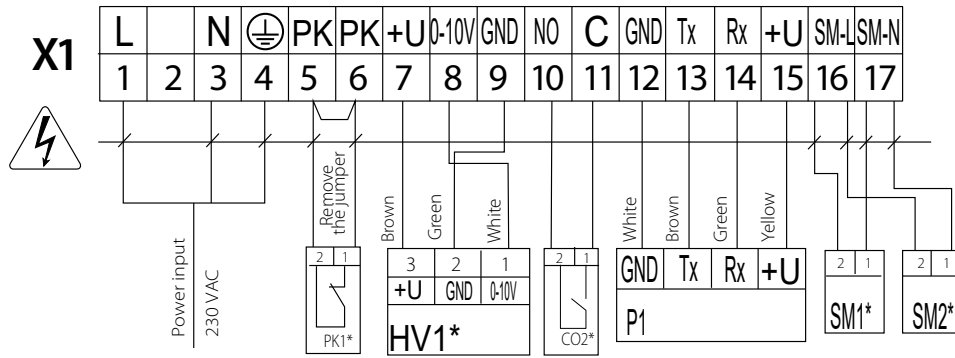 X1
L N PK PK +U 0-10V GND NO C GND Tx Rx +U SM-L SM-N
1 2 3 4 5 6 7 8 9 10 11 12 13 14 15 16 17
Power input
230 VAC
Remove
the jumper
Brown
Green
White
White
Brown
Green
Yellow
2 1
PK1*
3 2 1
+U GND 0-10V
HV1*
2 1
CO2*
GND Tx Rx +U
P1
2 1
SM1*
2 1
SM2*